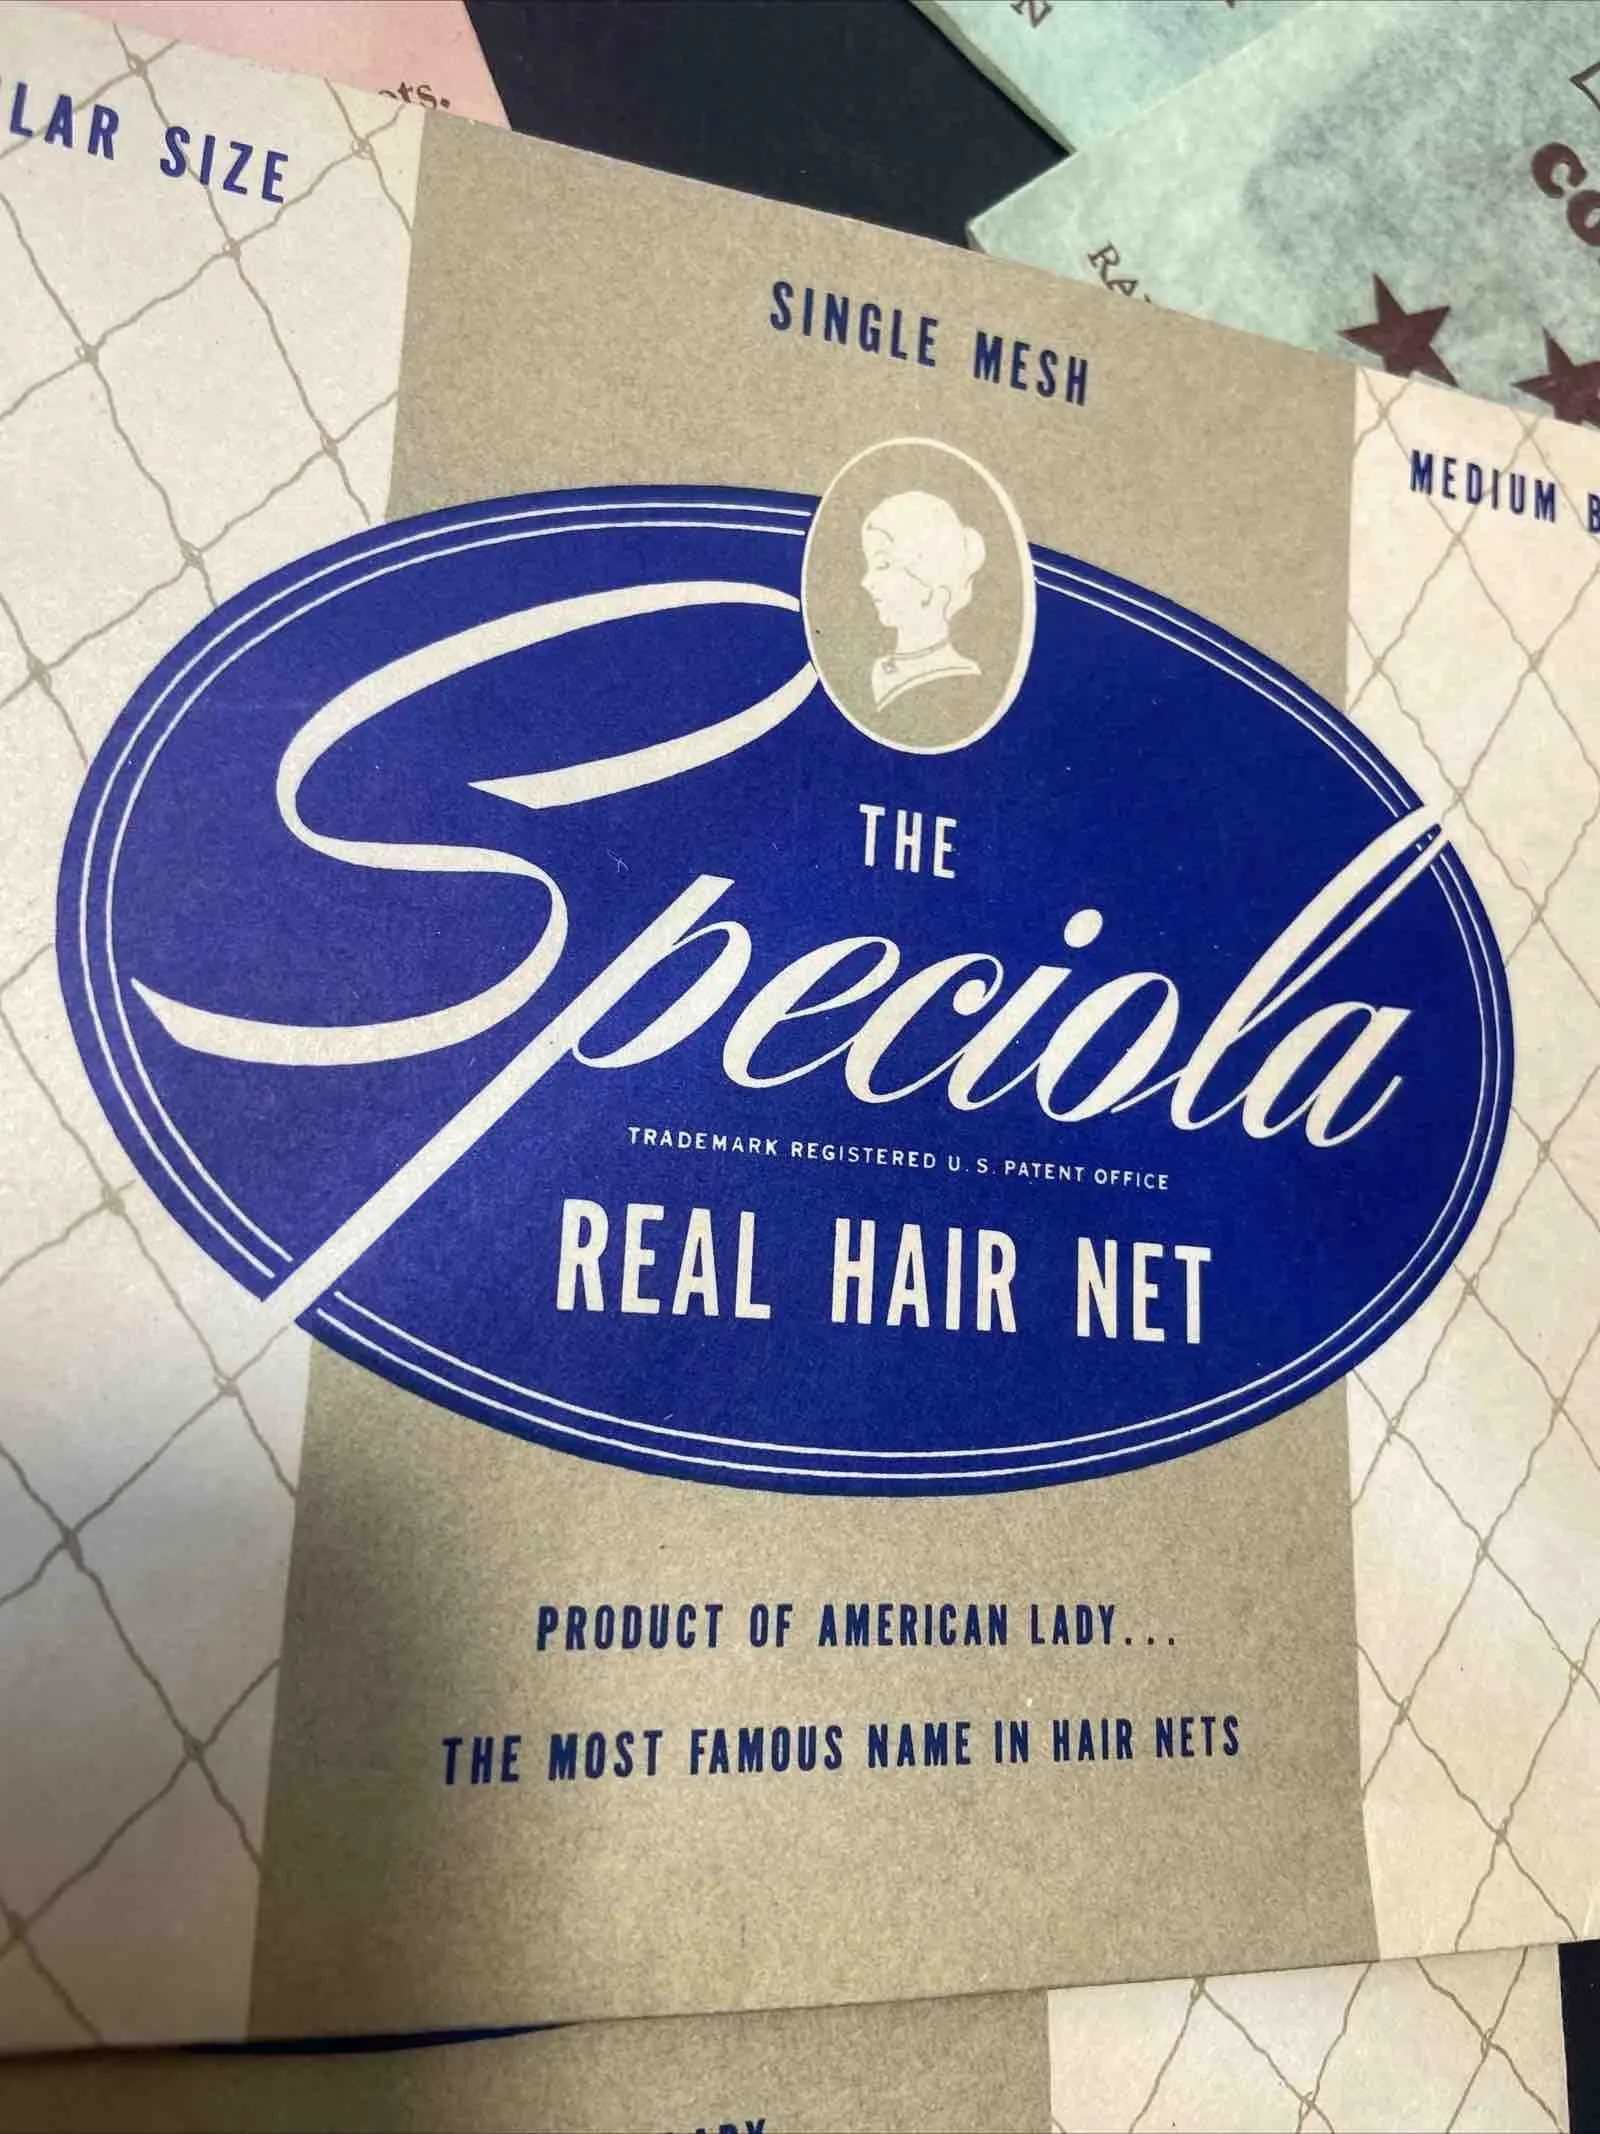 LAR SIZE
SINGLE MESH
MEDIUM
THE
Speciola
TRADEMARK REGISTERED U.S. PATENT OFFICE
REAL HAIR NET
PRODUCT OF AMERICAN LADY...
THE MOST FAMOUS NAME IN HAIR NETS